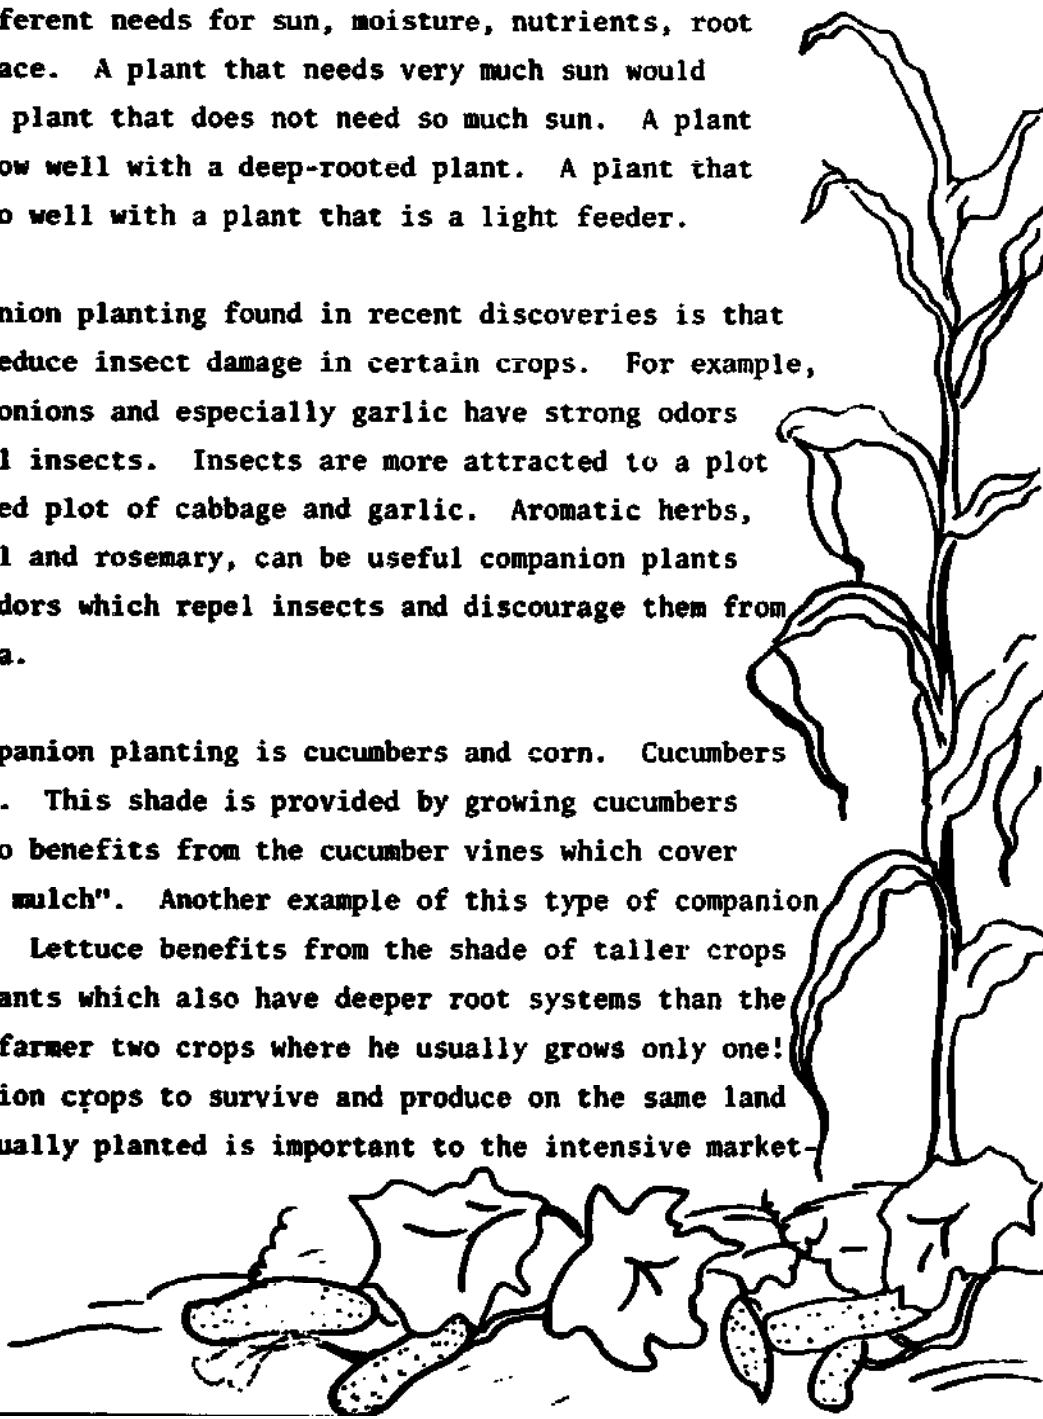 ferent needs for sun, moisture, nutrients, root
ace. A plant that needs very much sun would
plant that does not need so much sun. A plant
ow well with a deep-rooted plant. A plant that
o well with a plant that is a light feeder.
nion planting found in recent discoveries is that
educe insect damage in certain crops. For example,
onions and especially garlic have strong odors
l insects. Insects are more attracted to a plot
ed plot of cabbage and garlic. Aromatic herbs,
l and rosemary, can be useful companion plants
dors which repel insects and discourage them from
a.
panion planting is cucumbers and corn. Cucumbers
. This shade is provided by growing cucumbers
o benefits from the cucumber vines which cover
mulch". Another example of this type of companion
Lettuce benefits from the shade of taller crops
ants which also have deeper root systems than the
farmer two crops where he usually grows only one!
ion crops to survive and produce on the same land
ually planted is important to the intensive market-